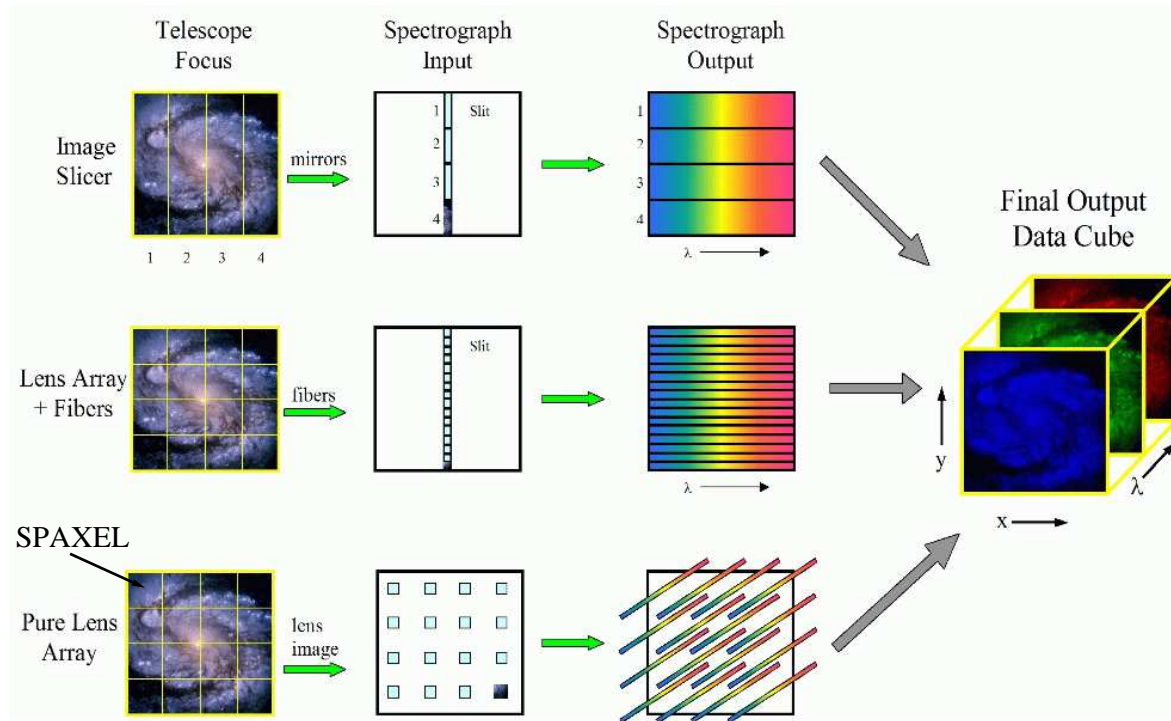 Telescope
Focus
Spectrograph
Input
Spectrograph
Output
Image
Slicer
mirrors
1
2
3
4
Slit
1
2
3
4
1 2 3 4
λ
Final Output
Data Cube
Lens Array
+ Fibers
fibers
Slit
λ
y
x
λ
SPAXEL
Pure Lens
Array
lens
image